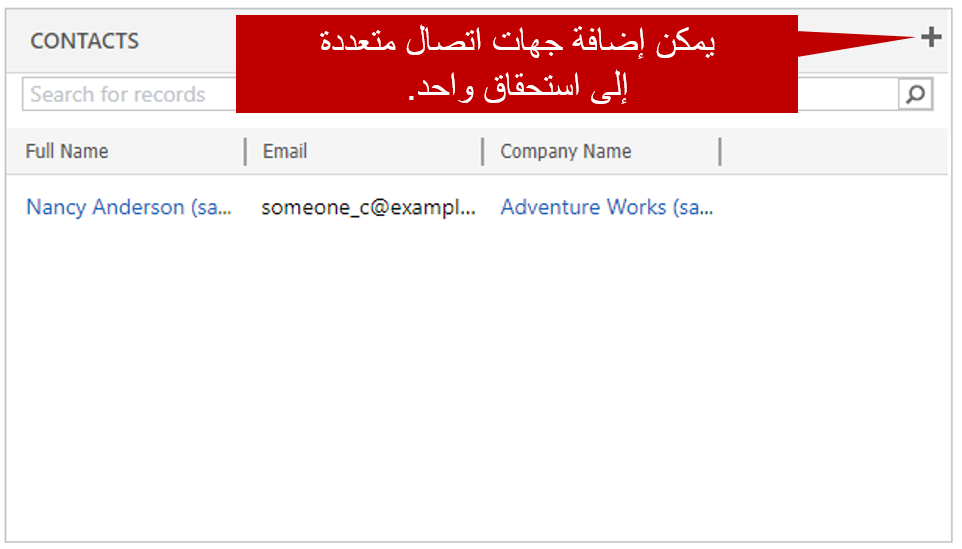 CONTACTS
يمكن إضافة جهات اتصال متعددة
إلى استحقاق واحد.
Search for records
Full Name Email Company Name
Nancy Anderson (sa... someone_c@exampl... Adventure Works (sa...